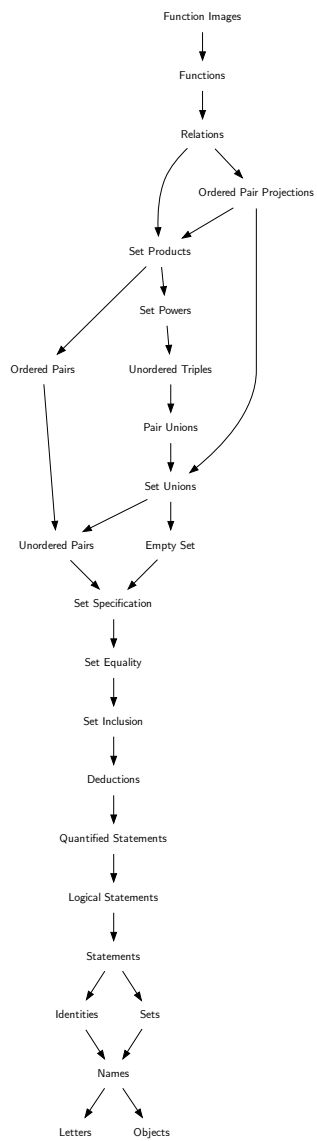 Function Images
Functions
Relations
Ordered Pair Projections
Set Products
Set Powers
Ordered Pairs
Unordered Triples
Pair Unions
Set Unions
Unordered Pairs
Empty Set
Set Specification
Set Equality
Set Inclusion
Deductions
Quantified Statements
Logical Statements
Statements
Identities
Sets
Names
Letters
Objects